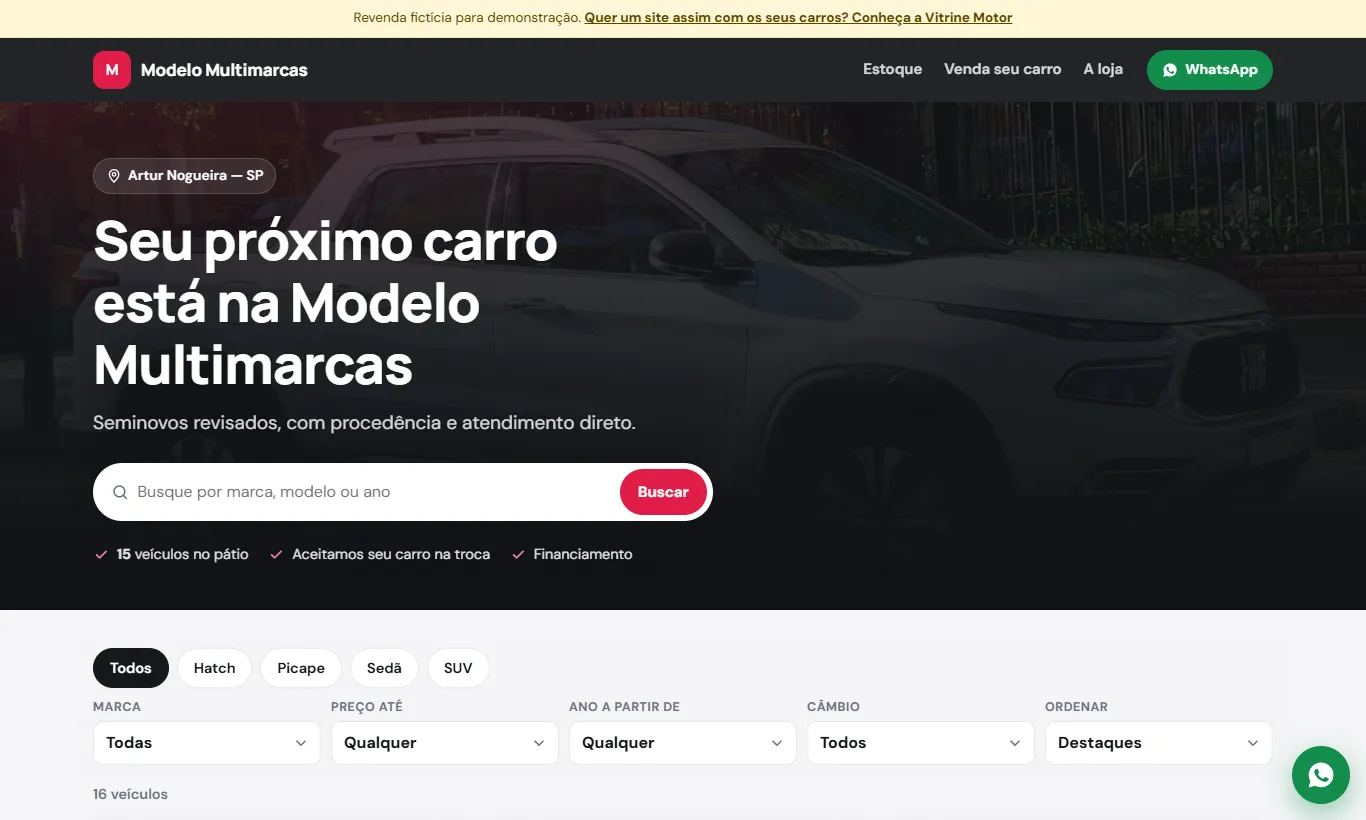 Revenda fictícia para demonstração. Quer um site assim com os seus carros? Conheça a Vitrine Motor
M Modelo Multimarcas
Estoque Venda seu carro A loja WhatsApp
Artur Nogueira — SP
Seu próximo carro
está na Modelo
Multimarcas
Seminovos revisados, com procedência e atendimento direto.
Busque por marca, modelo ou ano Buscar
15 veículos no pátio Aceitamos seu carro na troca Financiamento
Todos Hatch Picape Sedã SUV
MARCA PREÇO ATÉ ANO A PARTIR DE CÂMBIO ORDENAR
Todas Qualquer Qualquer Todos Destaques
16 veículos